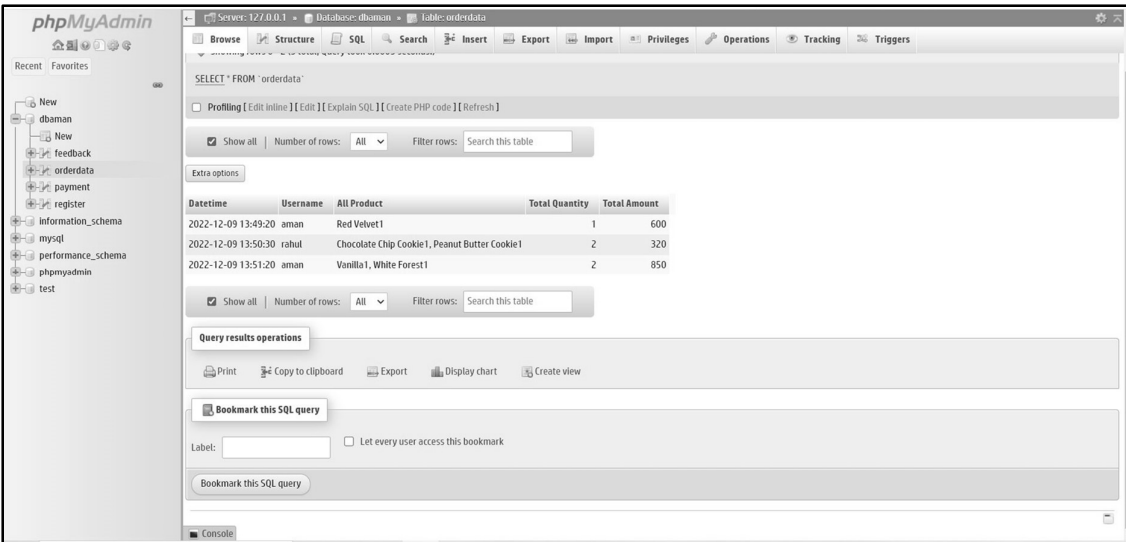 phpMyAdmin
Recent Favorites
New
dbaman
New
feedback
orderdata
payment
register
information_schema
mysql
performance_schema
phpmyadmin
test
Server: 127.0.0.1 » Database: dbaman » Table: orderdata
Browse Structure SQL Search Insert Export Import Privileges Operations Tracking Triggers
SELECT * FROM `orderdata`
Profiling [ Edit inline ] [ Edit ] [ Explain SQL ] [ Create PHP code ] [ Refresh ]
Show all | Number of rows: All Filter rows: Search this table
Extra options
Datetime Username All Product Total Quantity Total Amount
2022-12-09 13:49:20 aman Red Velvet1 1 600
2022-12-09 13:50:30 rahul Chocolate Chip Cookie1, Peanut Butter Cookie1 2 320
2022-12-09 13:51:20 aman Vanilla1, White Forest1 2 850
Show all | Number of rows: All Filter rows: Search this table
Query results operations
Print Copy to clipboard Export Display chart Create view
Bookmark this SQL query
Label: Let every user access this bookmark
Bookmark this SQL query
Console